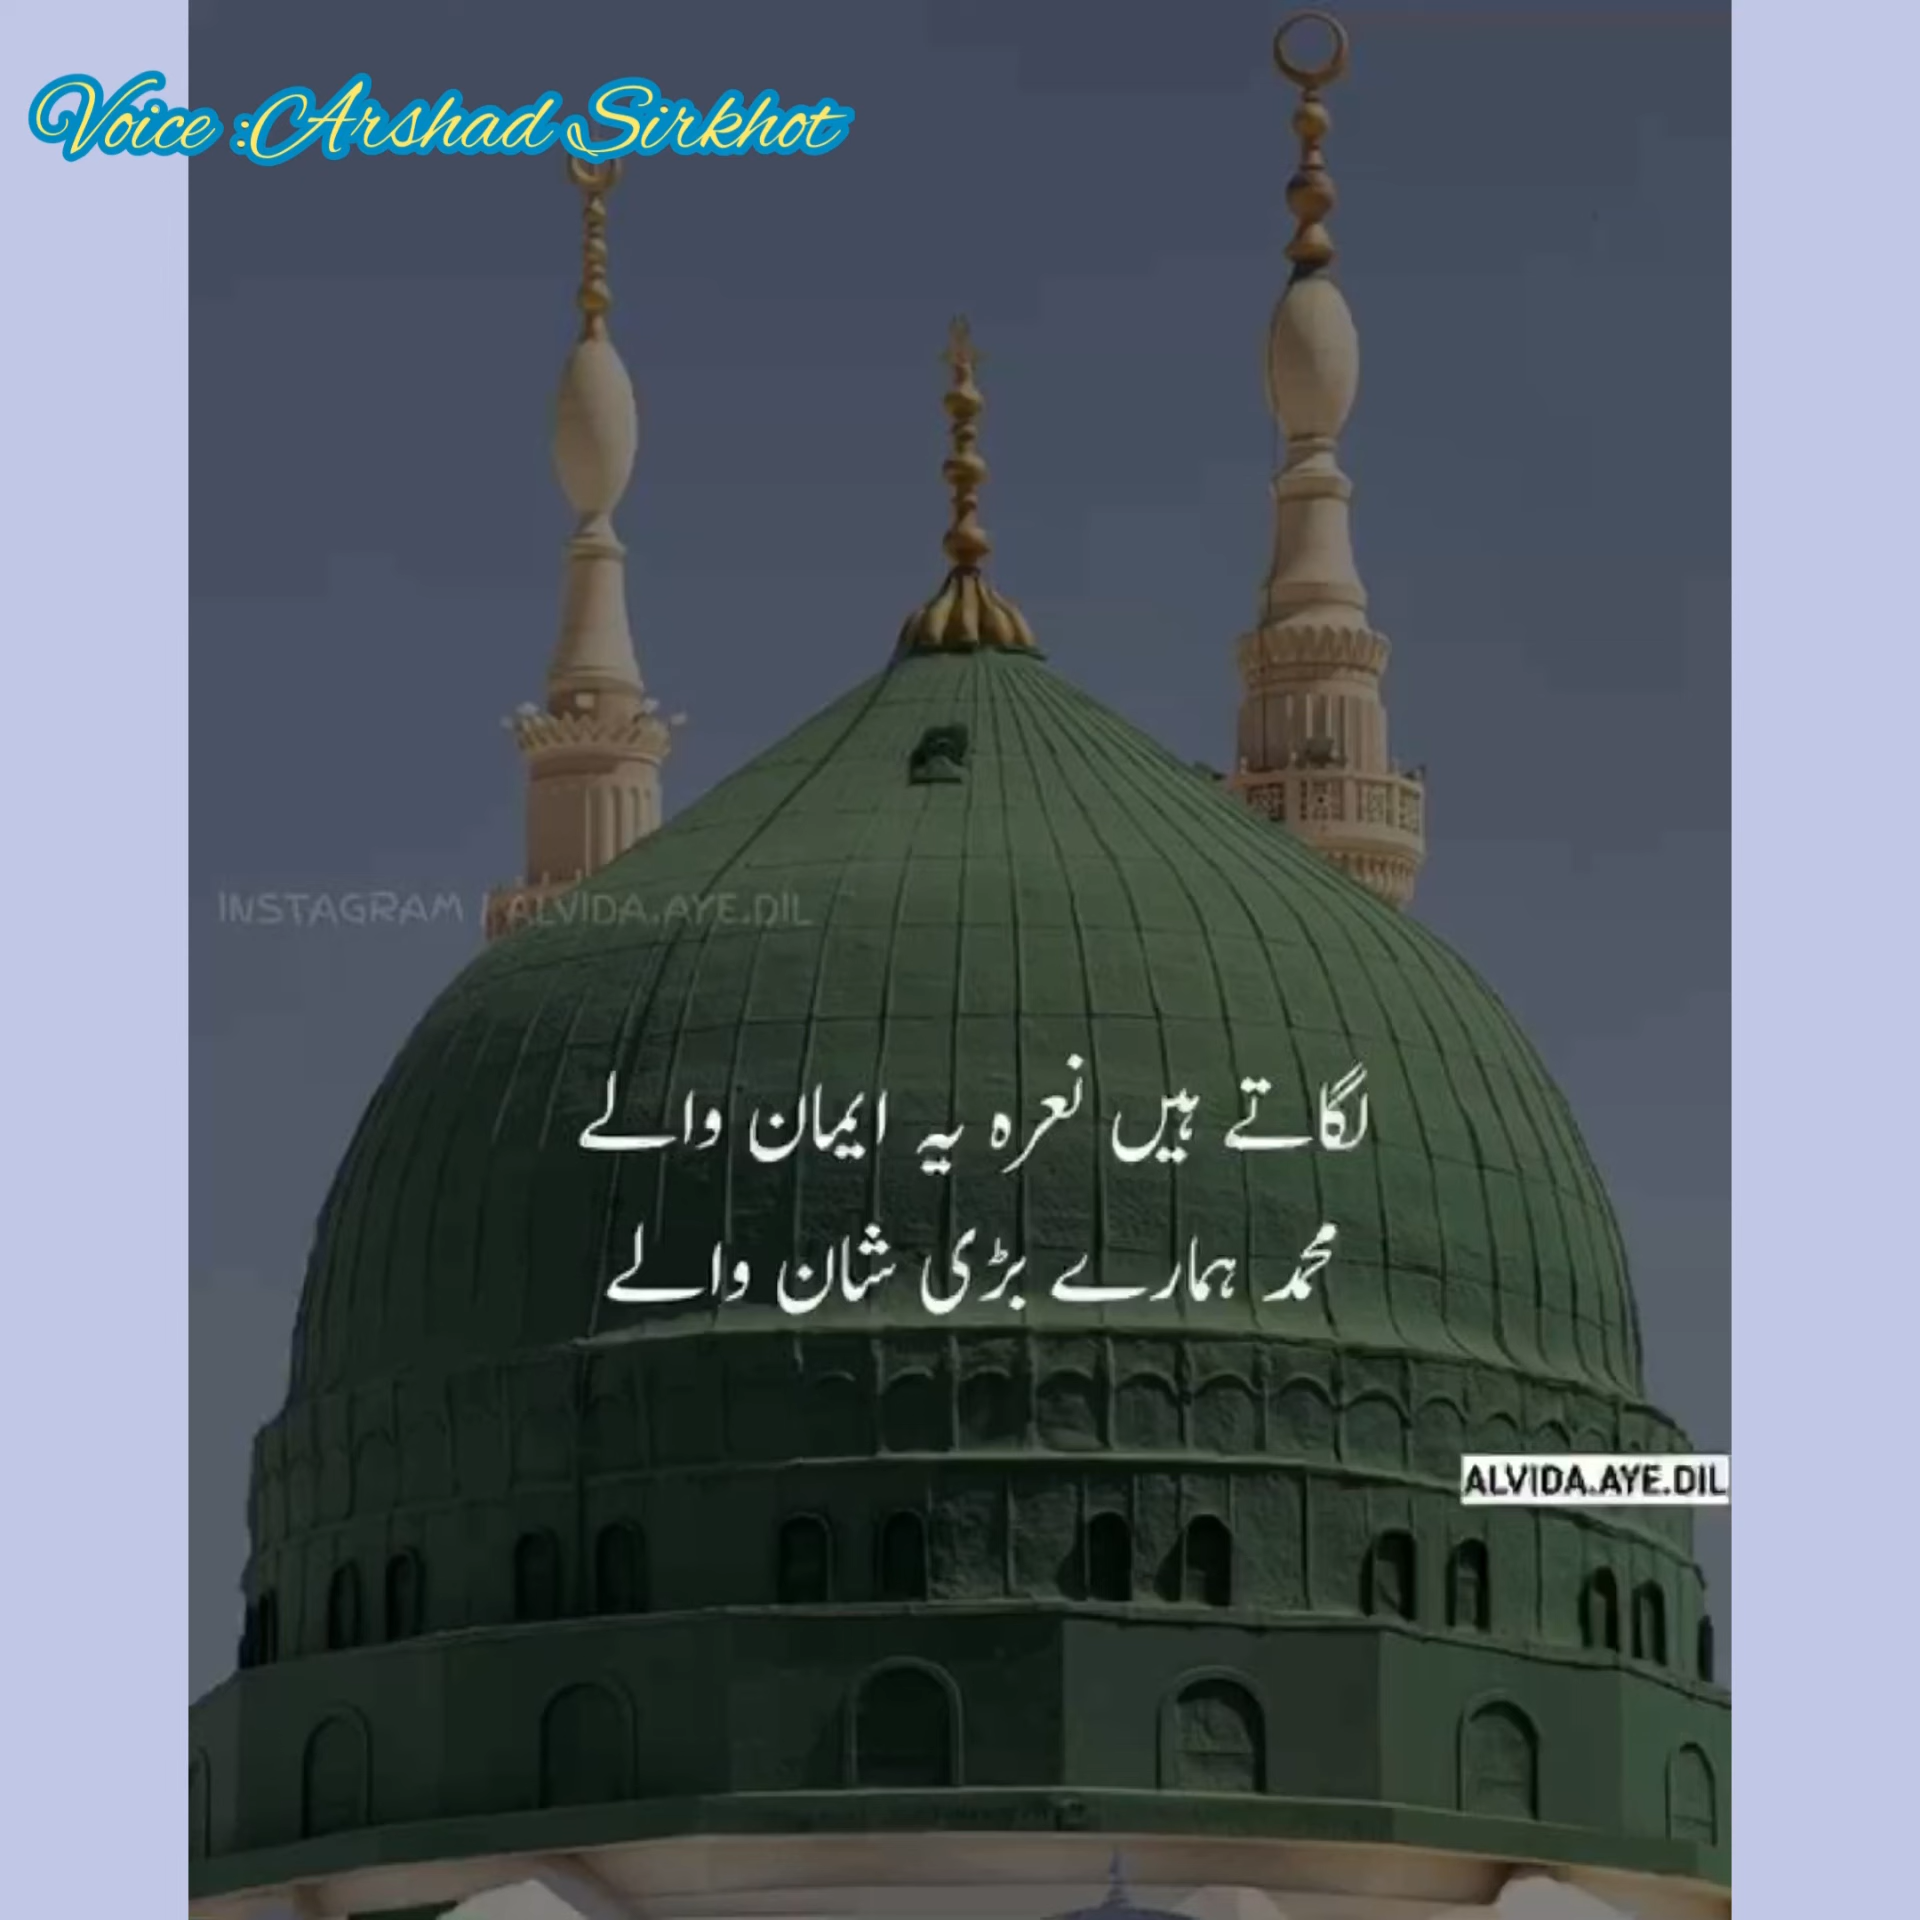 Voice :Arshad Sirkhot
INSTAGRAM | ALVIDA.AYE.DIL
لگاتے ہیں نعرہ یہ ایمان والے
محمد ہمارے بڑی شان والے
ALVIDA.AYE.DIL